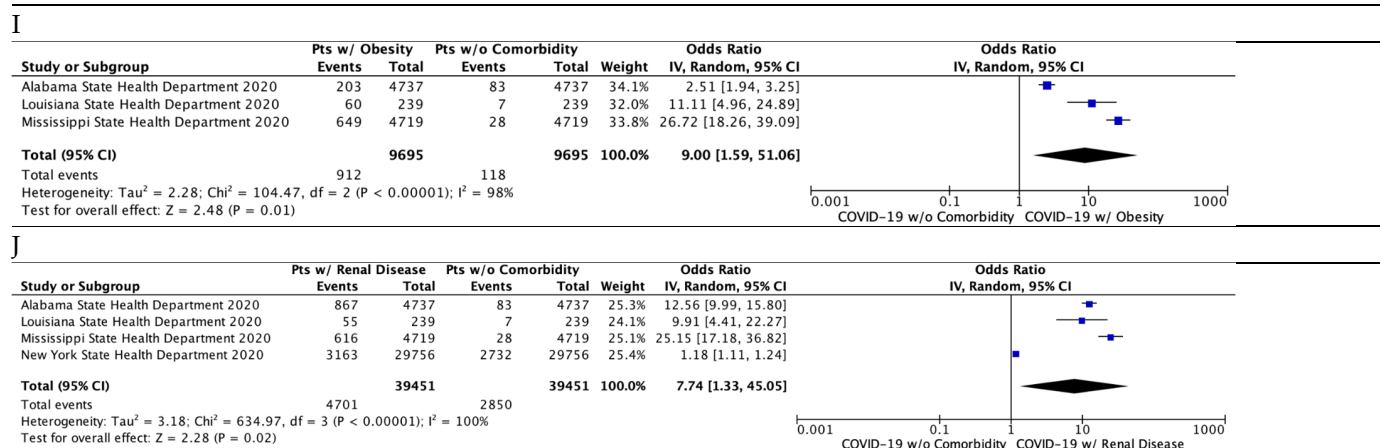 I
Pts w/ Obesity Pts w/o Comorbidity Odds Ratio Odds Ratio
Study or Subgroup Events Total Events Total Weight IV, Random, 95% CI IV, Random, 95% CI
Alabama State Health Department 2020 203 4737 83 4737 34.1% 2.51 [1.94, 3.25]
Louisiana State Health Department 2020 60 239 7 239 32.0% 11.11 [4.96, 24.89]
Mississippi State Health Department 2020 649 4719 28 4719 33.8% 26.72 [18.26, 39.09]
Total (95% CI) 9695 9695 100.0% 9.00 [1.59, 51.06]
Total events 912 118
Heterogeneity: Tau² = 2.28; Chi² = 104.47, df = 2 (P < 0.00001); I² = 98%
Test for overall effect: Z = 2.48 (P = 0.01)
0.001 0.1 1 10 1000
COVID-19 w/o Comorbidity COVID-19 w/ Obesity
J
Pts w/ Renal Disease Pts w/o Comorbidity Odds Ratio Odds Ratio
Study or Subgroup Events Total Events Total Weight IV, Random, 95% CI IV, Random, 95% CI
Alabama State Health Department 2020 867 4737 83 4737 25.3% 12.56 [9.99, 15.80]
Louisiana State Health Department 2020 55 239 7 239 24.1% 9.91 [4.41, 22.27]
Mississippi State Health Department 2020 616 4719 28 4719 25.1% 25.15 [17.18, 36.82]
New York State Health Department 2020 3163 29756 2732 29756 25.4% 1.18 [1.11, 1.24]
Total (95% CI) 39451 39451 100.0% 7.74 [1.33, 45.05]
Total events 4701 2850
Heterogeneity: Tau² = 3.18; Chi² = 634.97, df = 3 (P < 0.00001); I² = 100%
Test for overall effect: Z = 2.28 (P = 0.02)
0.001 0.1 1 10 1000
COVID-19 w/o Comorbidity COVID-19 w/ Renal Disease